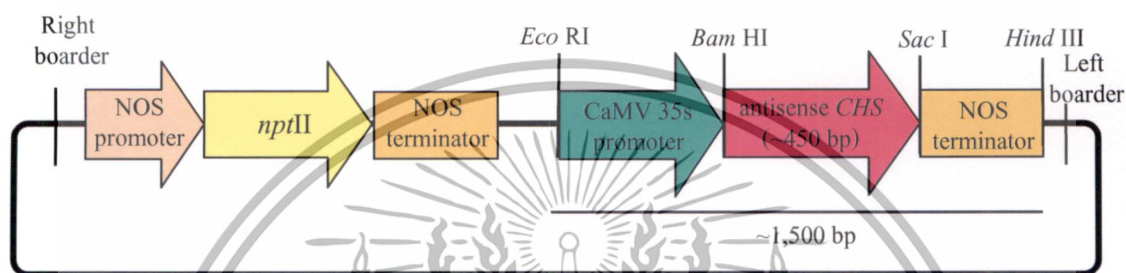 Right
boarder
NOS
promoter
nptII
NOS
terminator
Eco RI
CaMV 35s
promoter
Bam HI
antisense CHS
(~450 bp)
Sac I
NOS
terminator
Hind III
Left
boarder
~1,500 bp